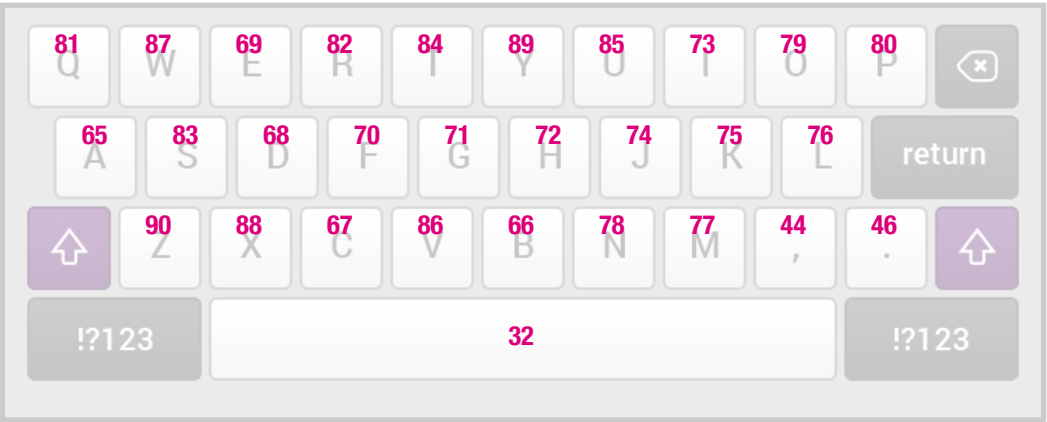 81 87 69 82 84 89 85 73 79 80
Q W E R T Y U I O P
65 83 68 70 71 72 74 75 76
A S D F G H J K L return
90 88 67 86 66 78 77 44 46
Z X C V B N M , .
!?123 32 !?123